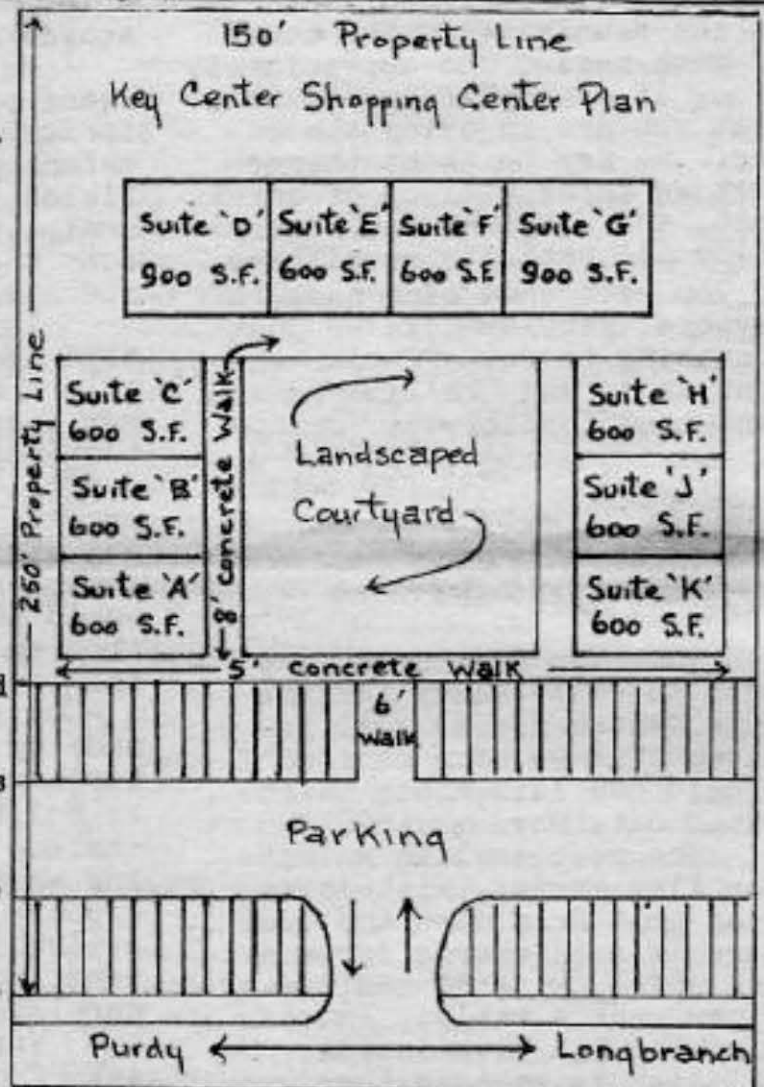 150' Property Line
Key Center Shopping Center Plan
Suite 'D'
900 S.F.
Suite 'E'
600 S.F.
Suite 'F'
600 S.F.
Suite 'G'
900 S.F.
250' Property Line
Suite 'C'
600 S.F.
Suite 'B'
600 S.F.
Suite 'A'
600 S.F.
8' concrete Walk
Landscaped
Courtyard
Suite 'H'
600 S.F.
Suite 'J'
600 S.F.
Suite 'K'
600 S.F.
5' concrete Walk
6'
Walk
Parking
Purdy
Longbranch